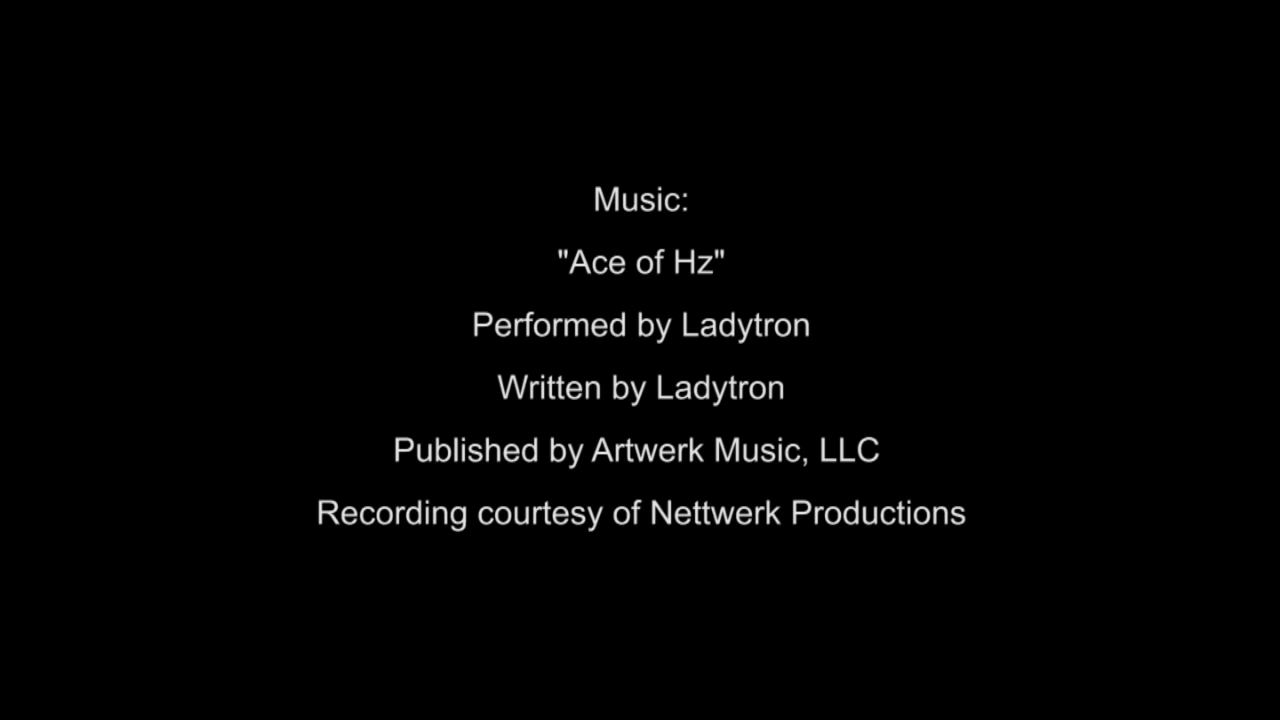 Music:
"Ace of Hz"
Performed by Ladytron
Written by Ladytron
Published by Artwerk Music, LLC
Recording courtesy of Nettwerk Productions